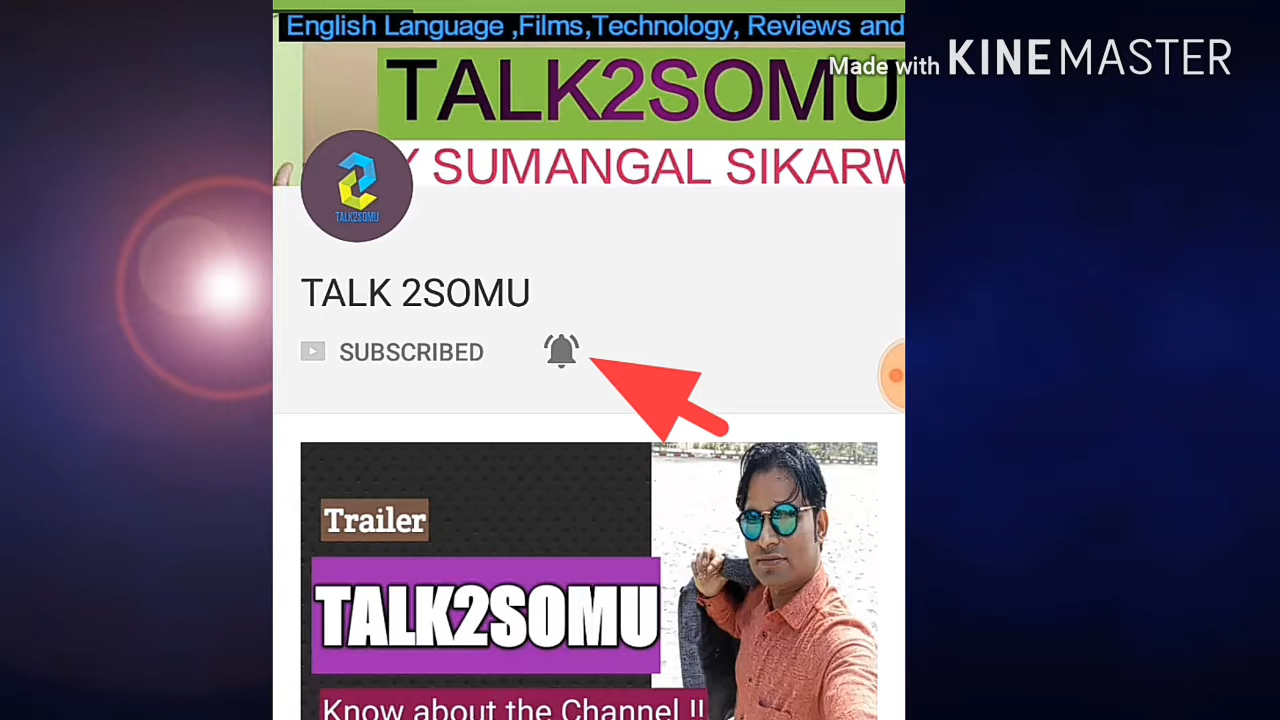 English Language ,Films,Technology, Reviews and
Made with KINEMASTER
TALK2SOMU
SUMANGAL SIKARW
TALK2SOMU
TALK 2SOMU
SUBSCRIBED
Trailer
TALK2SOMU
Know about the Channel !!